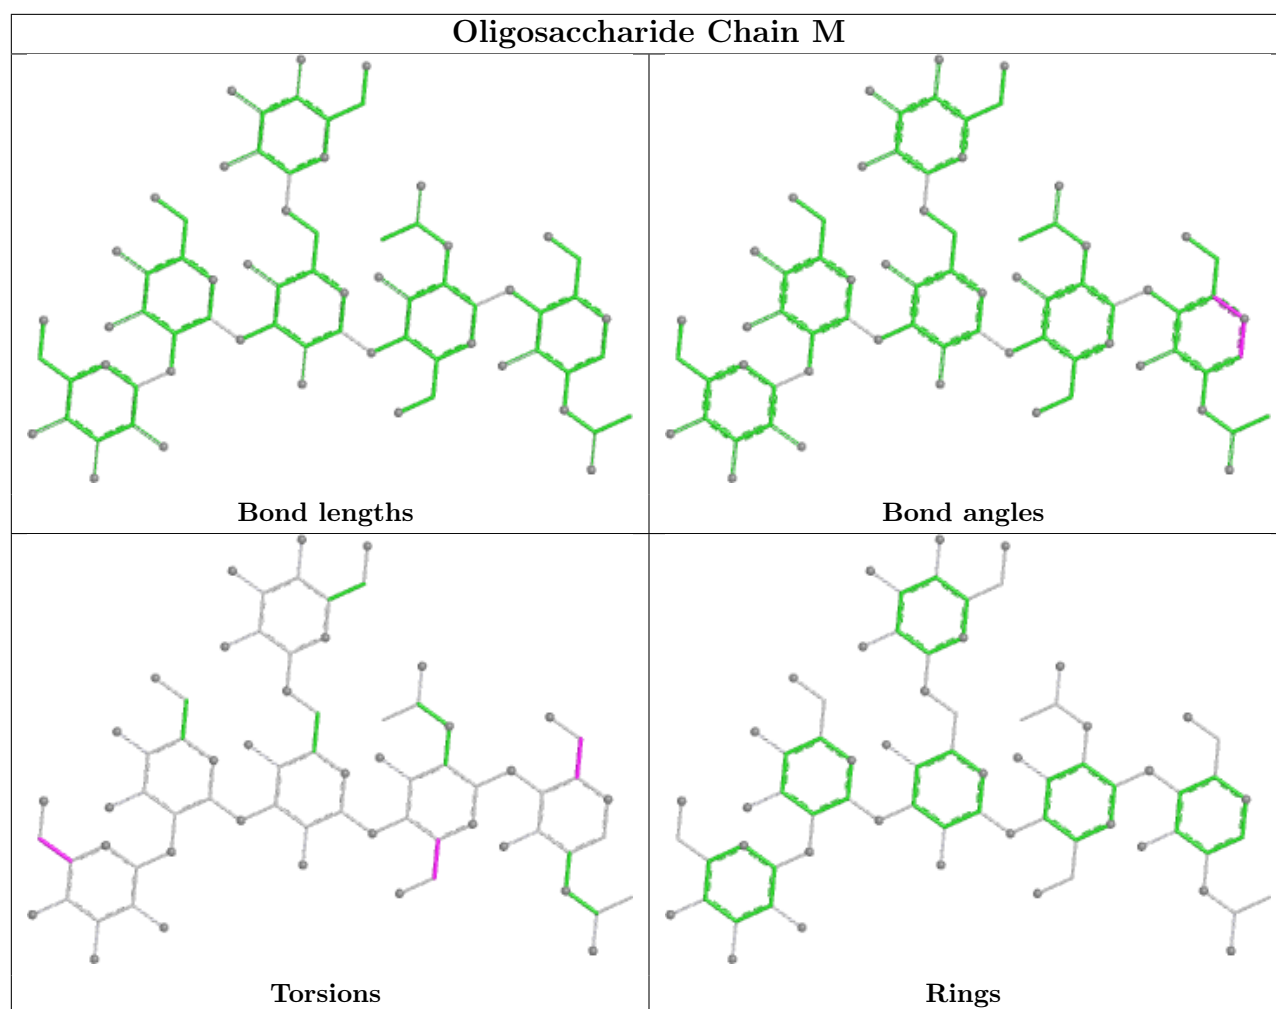 Oligosaccharide Chain M
Bond lengths
Bond angles
Torsions
Rings